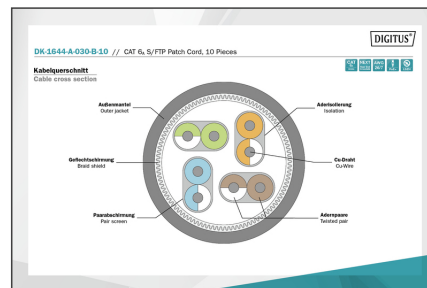 DIGITUS®
DK-1644-A-030-B-10 // CAT 6A S/FTP Patch Cord, 10 Pieces
Kabelquerschnitt
Cable cross section
Außenmantel
Outer jacket
Aderisolierung
Isolation
Geflechtschirmung
Braid shield
Cu-Draht
Cu-Wire
Paarabschirmung
Pair screen
Adernpaare
Twisted pair